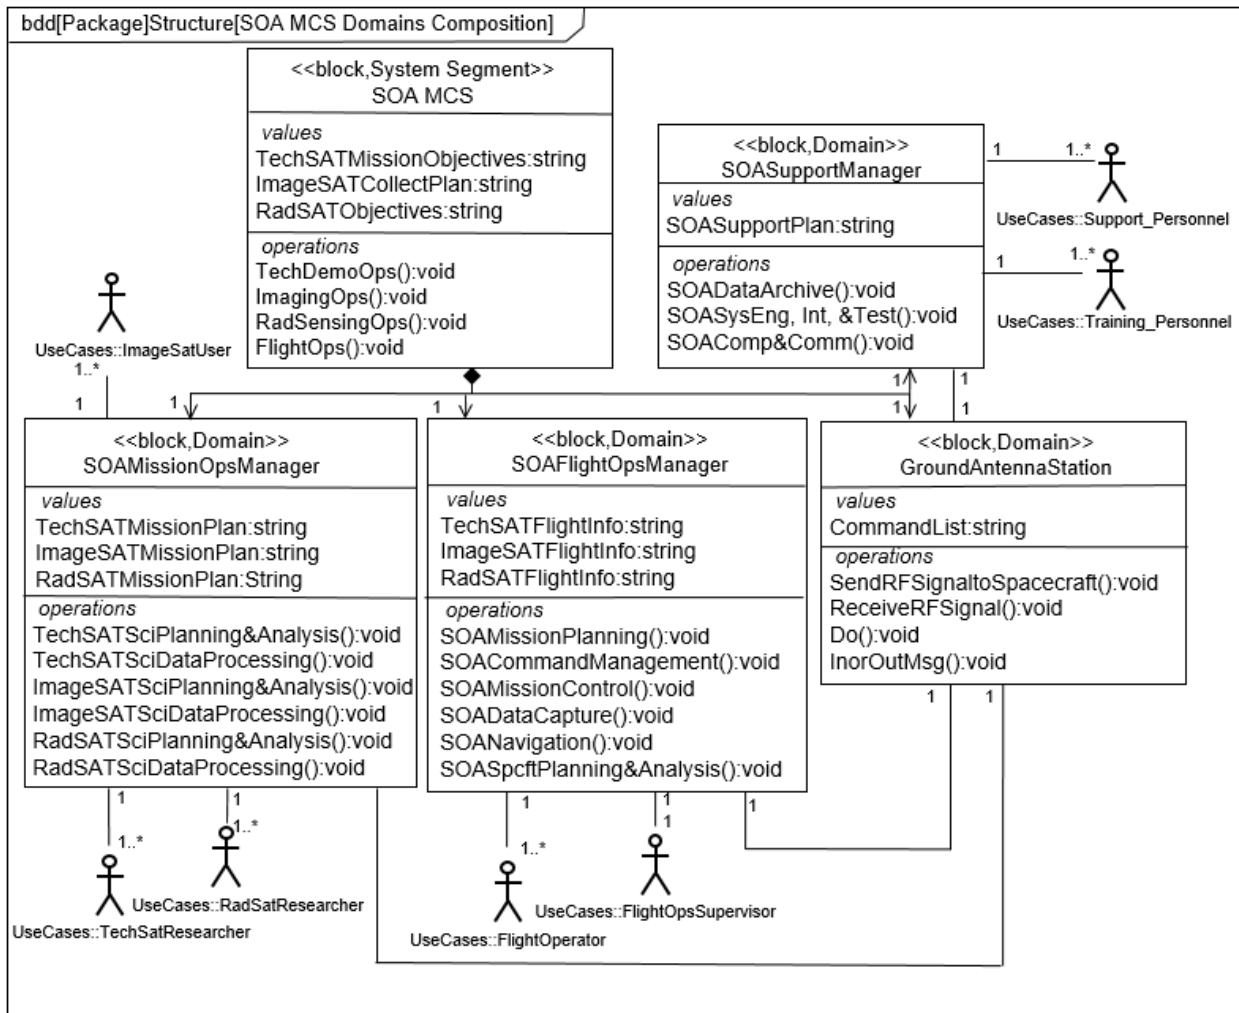 bdd[Package]Structure[SOA MCS Domains Composition]
<<block,System Segment>>
SOA MCS
values
TechSATMissionObjectives:string
ImageSATCollectPlan:string
RadSATObjectives:string
operations
TechDemoOps():void
ImagingOps():void
RadSensingOps():void
FlightOps():void
<<block,Domain>>
SOASupportManager
values
SOASupportPlan:string
operations
SOADataArchive():void
SOASysEng, Int, &Test():void
SOAComp&Comm():void
1
1..*
UseCases::Support_Personnel
1
1..*
UseCases::Training_Personnel
UseCases::ImageSatUser
1..*
1
1
1
1
1
1
1
<<block,Domain>>
SOAMissionOpsManager
values
TechSATMissionPlan:string
ImageSATMissionPlan:string
RadSATMissionPlan:String
operations
TechSATSciPlanning&Analysis():void
TechSATSciDataProcessing():void
ImageSATSciPlanning&Analysis():void
ImageSATSciDataProcessing():void
RadSATSciPlanning&Analysis():void
RadSATSciDataProcessing():void
<<block,Domain>>
SOAFlightOpsManager
values
TechSATFlightInfo:string
ImageSATFlightInfo:string
RadSATFlightInfo:string
operations
SOAMissionPlanning():void
SOACommandManagement():void
SOAMissionControl():void
SOADataCapture():void
SOANavigation():void
SOASpcftPlanning&Analysis():void
<<block,Domain>>
GroundAntennaStation
values
CommandList:string
operations
SendRFSignaltoSpacecraft():void
ReceiveRFSignal():void
Do():void
InorOutMsg():void
1
1
1
1
1..*
1..*
UseCases::RadSatResearcher
UseCases::TechSatResearcher
1
1
1
1..*
1
UseCases::FlightOpsSupervisor
UseCases::FlightOperator